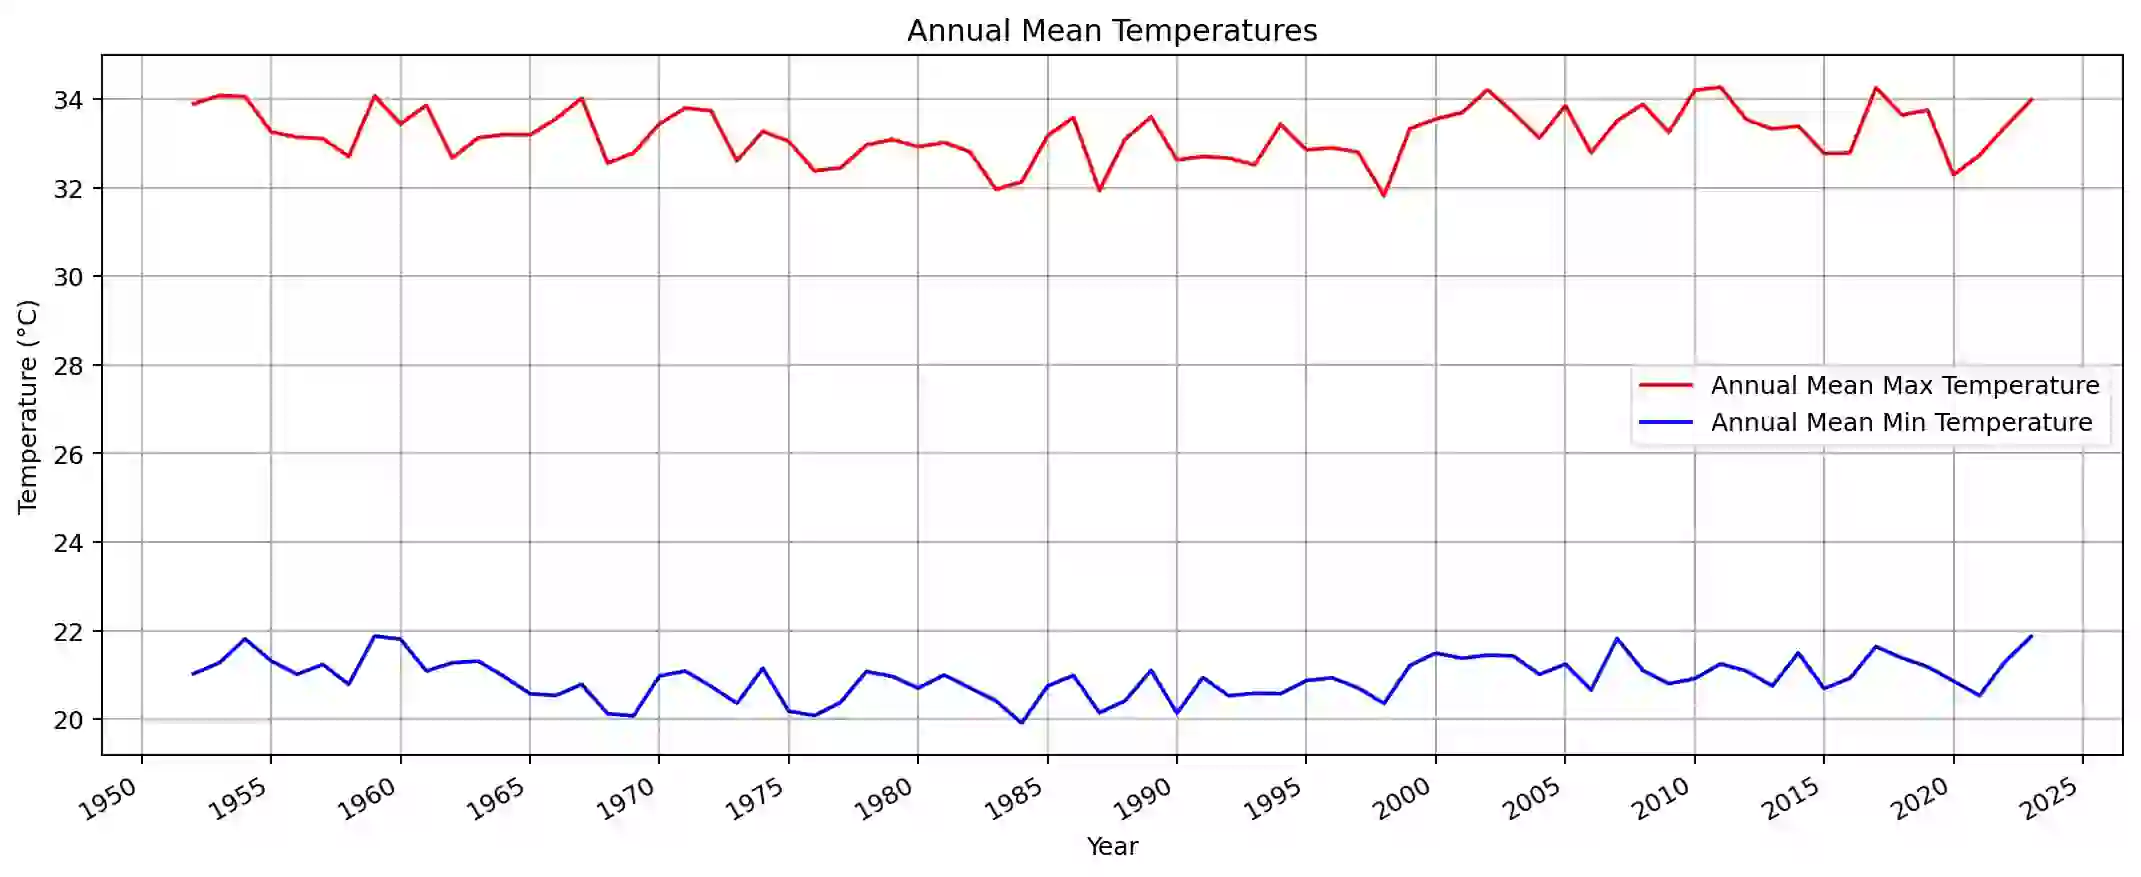 Annual Mean Temperatures
Temperature (°C)
34
32
30
28
26
24
22
20
Annual Mean Max Temperature
Annual Mean Min Temperature
1950 1955 1960 1965 1970 1975 1980 1985 1990 1995 2000 2005 2010 2015 2020 2025
Year